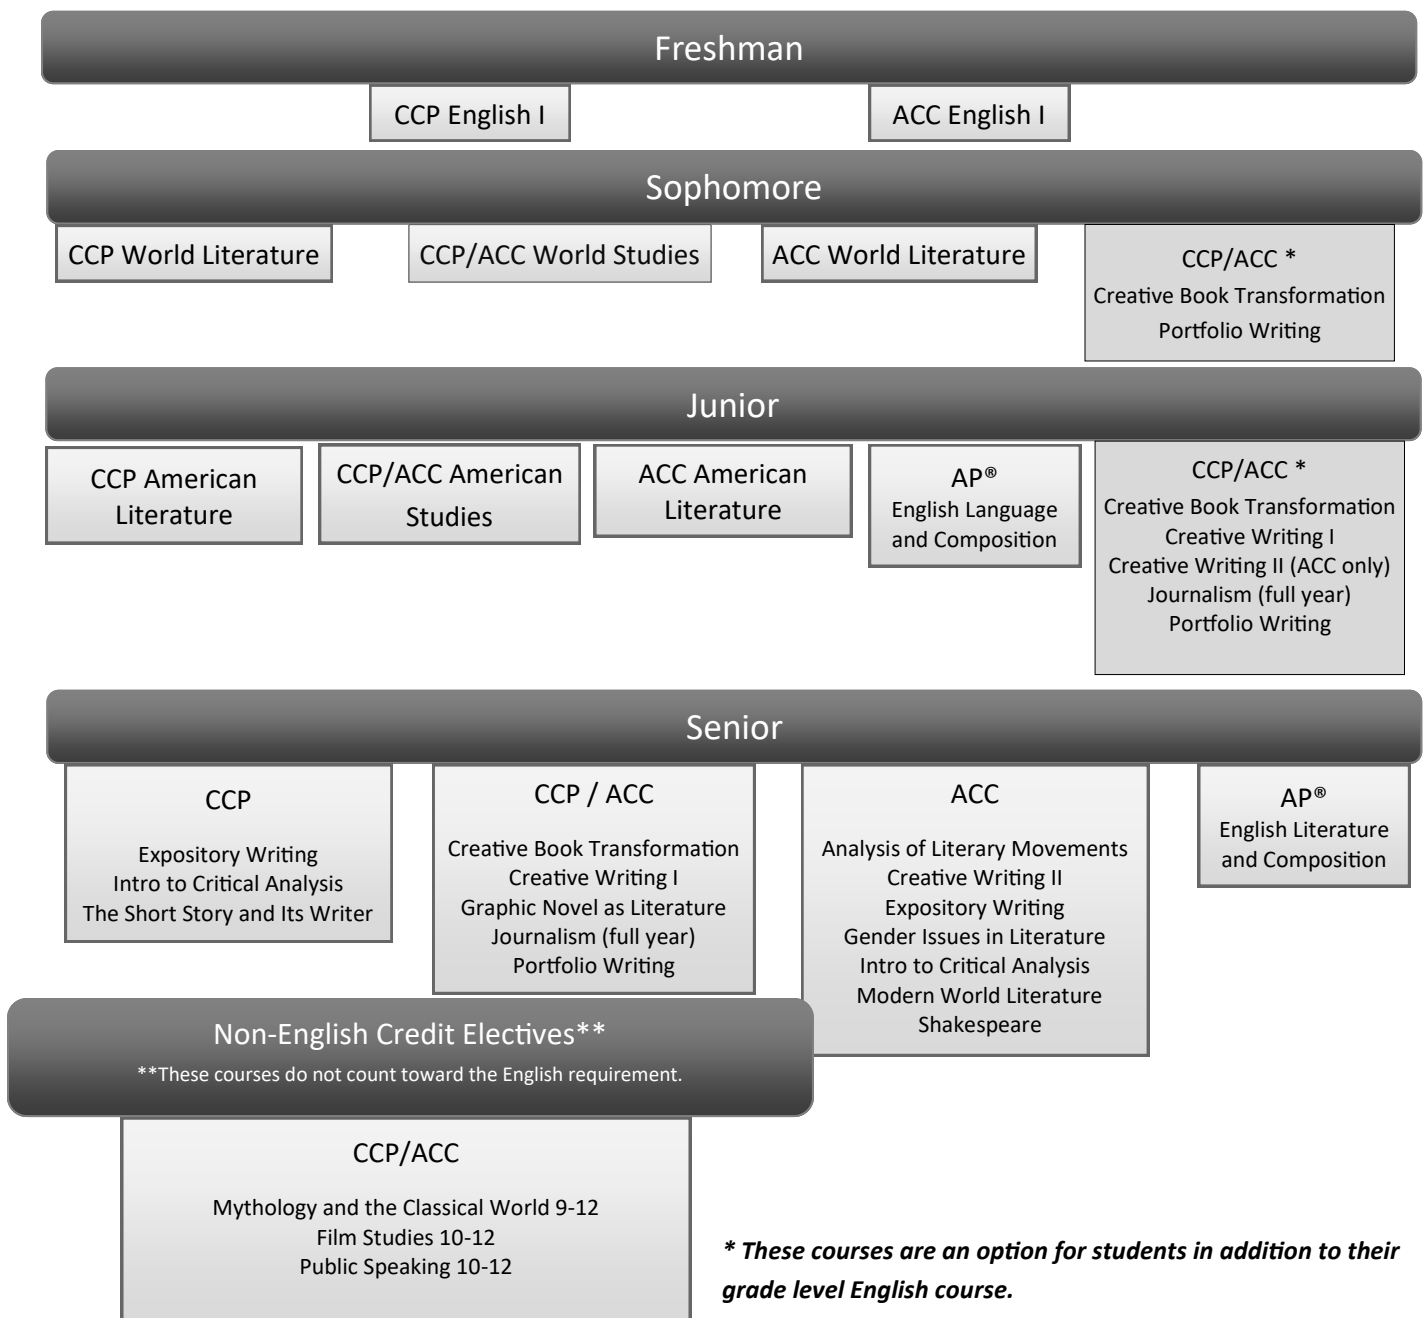 Freshman
CCP English I
ACC English I
Sophomore
CCP World Literature
CCP/ACC World Studies
ACC World Literature
CCP/ACC *
Creative Book Transformation
Portfolio Writing
Junior
CCP American
Literature
CCP/ACC American
Studies
ACC American
Literature
AP®
English Language
and Composition
CCP/ACC *
Creative Book Transformation
Creative Writing I
Creative Writing II (ACC only)
Journalism (full year)
Portfolio Writing
Senior
CCP
Expository Writing
Intro to Critical Analysis
The Short Story and Its Writer
CCP / ACC
Creative Book Transformation
Creative Writing I
Graphic Novel as Literature
Journalism (full year)
Portfolio Writing
ACC
Analysis of Literary Movements
Creative Writing II
Expository Writing
Gender Issues in Literature
Intro to Critical Analysis
Modern World Literature
Shakespeare
AP®
English Literature
and Composition
Non-English Credit Electives**
**These courses do not count toward the English requirement.
CCP/ACC
Mythology and the Classical World 9-12
Film Studies 10-12
Public Speaking 10-12
* These courses are an option for students in addition to their
grade level English course.